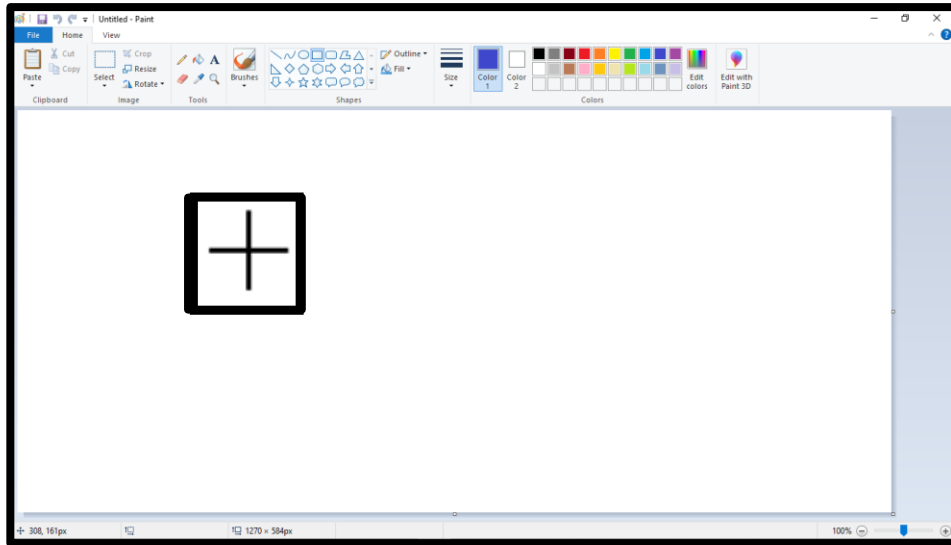 Untitled - Paint
File Home View
Paste
Cut
Copy
Clipboard
Select
Crop
Resize
Rotate
Image
A
Tools
Brushes
Outline
Fill
Shapes
Size
Color 1
Color 2
Edit colors
Colors
Edit with Paint 3D
308, 161px
1270 × 584px
100%